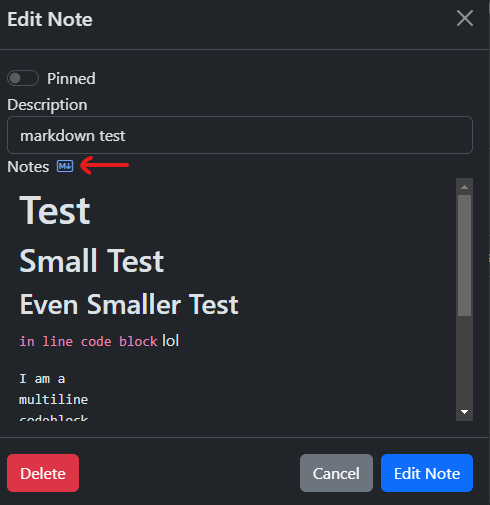 Edit Note
Pinned
Description
markdown test
Notes M↓
Test
Small Test
Even Smaller Test
in line code block lol
I am a
multiline
codeblock
Delete
Cancel
Edit Note